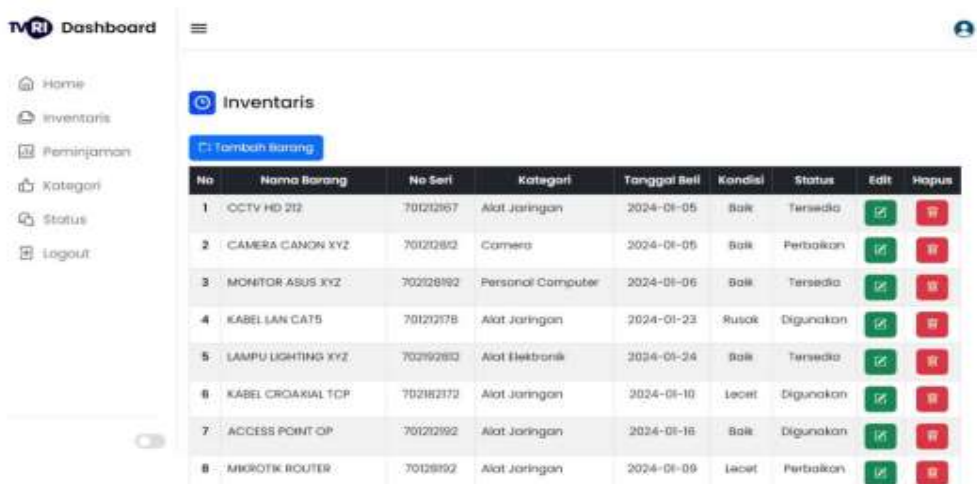 TVRI Dashboard
Home
Inventaris
Peminjaman
Kategori
Status
Logout
Inventaris
Tambah Barang
No Nama Barang No Seri Kategori Tanggal Beli Kondisi Status Edit Hapus
1 CCTV HD 212 701212167 Alat Jaringan 2024-01-05 Baik Tersedia
2 CAMERA CANON XYZ 701212812 Camera 2024-01-05 Baik Perbaikan
3 MONITOR ASUS XYZ 702128192 Personal Computer 2024-01-06 Baik Tersedia
4 KABEL LAN CAT5 701212178 Alat Jaringan 2024-01-23 Rusak Digunakan
5 LAMPU LIGHTING XYZ 702192812 Alat Elektronik 2024-01-24 Baik Tersedia
6 KABEL CROAXIAL TCP 702182172 Alat Jaringan 2024-01-10 Lecet Digunakan
7 ACCESS POINT OP 701212192 Alat Jaringan 2024-01-16 Baik Digunakan
8 MIKROTIK ROUTER 70128192 Alat Jaringan 2024-01-09 Lecet Perbaikan